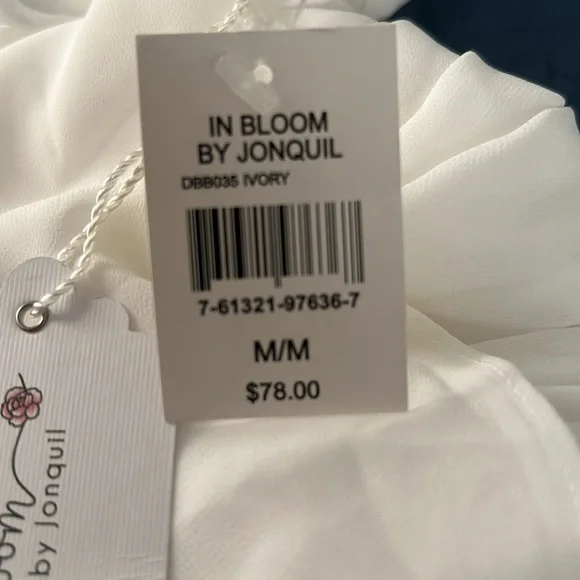 IN BLOOM
BY JONQUIL
DBB035 IVORY
7-61321-97636-7
M/M
$78.00
by Jonquil